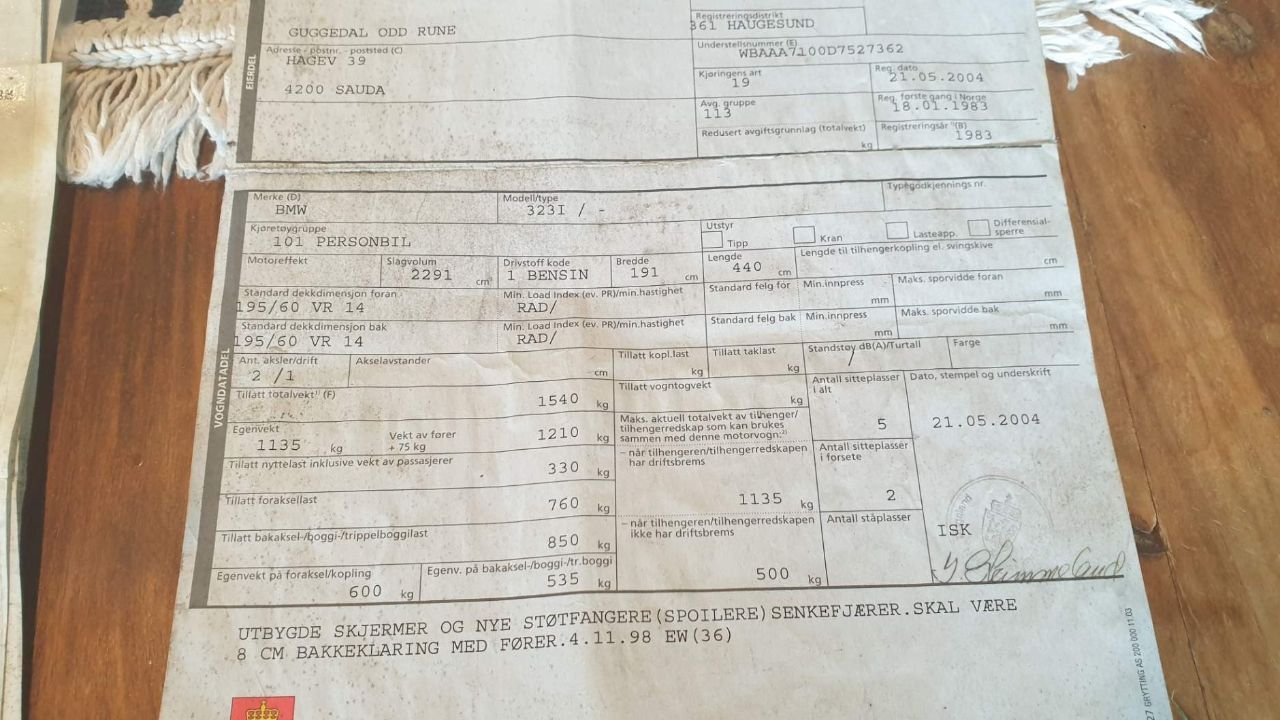 EIERDEL
GUGGEDAL ODD RUNE
Adresse - postnr. - poststed (C)
HAGEV 39
4200 SAUDA
Registreringsdistrikt
361 HAUGESUND
Understellsnummer (E)
WBAAA7100D7527362
Kjøringens art
19
Reg. dato
21.05.2004
Avg. gruppe
113
Reg. første gang i Norge
18.01.1983
Redusert avgiftsgrunnlag (totalvekt)
kg
Registreringsår (B)
1983
VOGNDATADEL
Merke (D)
BMW
Modell/type
323I / -
Typegodkjennings nr.
Kjøretøygruppe
101 PERSONBIL
Utstyr
Tipp
Kran
Lasteapp.
Differensial-
sperre
Motoreffekt
Slagvolum
2291 cm³
Drivstoff kode
1 BENSIN
Bredde
191 cm
Lengde
440 cm
Lengde til tilhengerkopling el. svingskive
cm
Standard dekkdimensjon foran
195/60 VR 14
Min. Load Index (ev. PR)/min.hastighet
RAD/
Standard felg for
Min.innpress
mm
Maks. sporvidde foran
mm
Standard dekkdimensjon bak
195/60 VR 14
Min. Load Index (ev. PR)/min.hastighet
RAD/
Standard felg bak
Min.innpress
mm
Maks. sporvidde bak
mm
Ant. aksler/drift
2 /1
Akselavstander
cm
Tillatt kopl.last
kg
Tillatt taklast
kg
Standstøy dB(A)/Turtall
/
Farge
Tillatt totalvekt¹⁾ (F)
1540 kg
Tillatt vogntogvekt
kg
Antall sitteplasser
i alt
5
Dato, stempel og underskrift
21.05.2004
Egenvekt
1135 kg
Vekt av fører
+ 75 kg
1210 kg
Maks. aktuell totalvekt av tilhenger/
tilhengerredskap som kan brukes
sammen med denne motorvogn:²⁾
Tillatt nyttelast inklusive vekt av passasjerer
330 kg
– når tilhengeren/tilhengerredskapen
har driftsbrems
1135 kg
Antall sitteplasser
i forsete
2
Tillatt foraksellast
760 kg
Tillatt bakaksel-/boggi-/trippelboggilast
850 kg
– når tilhengeren/tilhengerredskapen
ikke har driftsbrems
500 kg
Antall ståplasser
ISK
Egenvekt på foraksel/kopling
600 kg
Egenv. på bakaksel-/boggi-/tr.boggi
535 kg
UTBYGDE SKJERMER OG NYE STØTFANGERE(SPOILERE)SENKEFJÆRER.SKAL VÆRE
8 CM BAKKEKLARING MED FØRER.4.11.98 EW(36)
27 GRYTTING AS 200 000 11.03